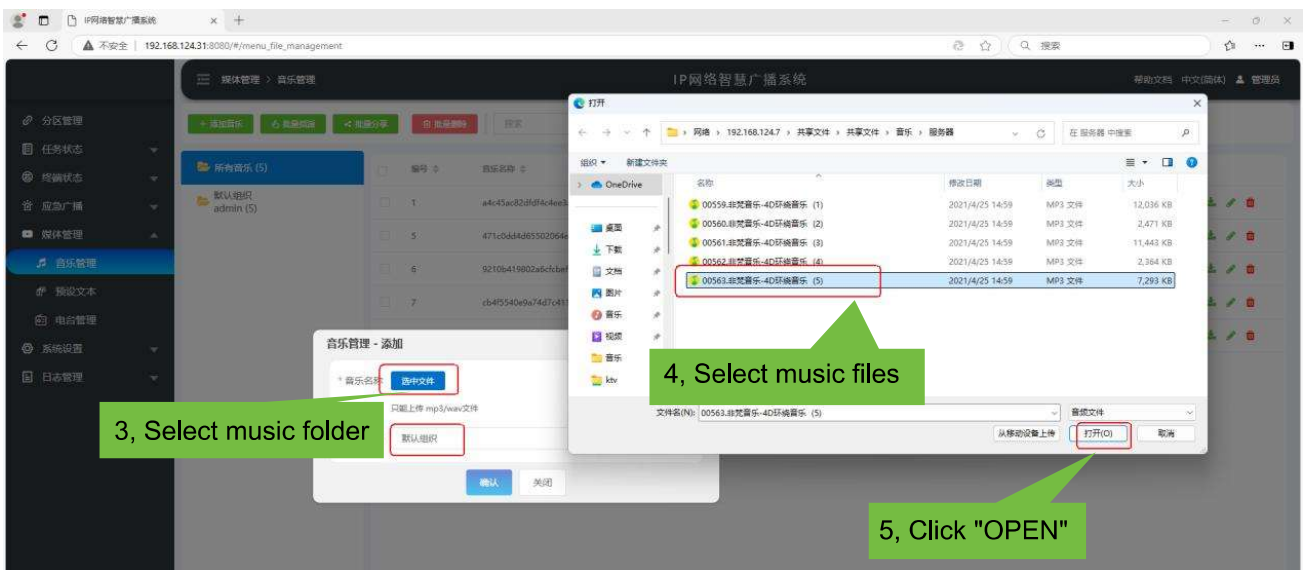 IP网络智慧广播系统
不安全 192.168.124.31:8080/#/menu_file_management
搜索
媒体管理 > 音乐管理
IP网络智慧广播系统
帮助文档 中文(简体) 管理员
分区管理
任务状态
终端状态
应急广播
媒体管理
音乐管理
预设文本
电台管理
系统设置
日志管理
+ 添加音乐 批量分享 批量删除 搜索
所有音乐 (5)
默认组织
admin (5)
编号 音乐名称
1
5 471c0dd4d65502064e
6
7
打开
网络 > 192.168.124.7 > 共享文件 > 共享文件 > 音乐 > 服务器
在 服务器 中搜索
组织 新建文件夹
OneDrive
桌面
下载
文档
图片
音乐
视频
音乐
ktv
名称 修改日期 类型 大小
00559.非梵音乐-4D环绕音乐 (1) 2021/4/25 14:59 MP3 文件 12,036 KB
00560.非梵音乐-4D环绕音乐 (2) 2021/4/25 14:59 MP3 文件 2,471 KB
00561.非梵音乐-4D环绕音乐 (3) 2021/4/25 14:59 MP3 文件 11,443 KB
00562.非梵音乐-4D环绕音乐 (4) 2021/4/25 14:59 MP3 文件 2,364 KB
00563.非梵音乐-4D环绕音乐 (5) 2021/4/25 14:59 MP3 文件 7,293 KB
文件名(N): 00563.非梵音乐-4D环绕音乐 (5) 音频文件
从移动设备上传 打开(O) 取消
音乐管理 - 添加
* 音乐名称 选中文件
只能上传 mp3/wav文件
默认组织
确认 关闭
3, Select music folder
4, Select music files
5, Click "OPEN"